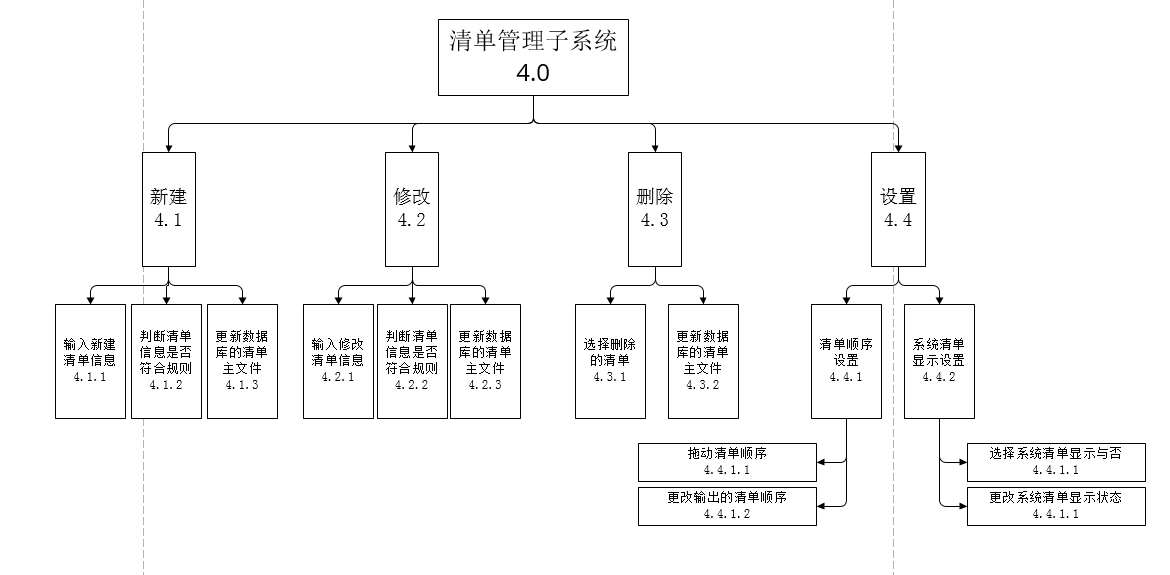 清单管理子系统
4.0
新建
4.1
修改
4.2
删除
4.3
设置
4.4
输入新建
清单信息
4.1.1
判断清单
信息是否
符合规则
4.1.2
更新数据
库的清单
主文件
4.1.3
输入修改
清单信息
4.2.1
判断清单
信息是否
符合规则
4.2.2
更新数据
库的清单
主文件
4.2.3
选择删除
的清单
4.3.1
更新数据
库的清单
主文件
4.3.2
清单顺序
设置
4.4.1
系统清单
显示设置
4.4.2
拖动清单顺序
4.4.1.1
更改输出的清单顺序
4.4.1.2
选择系统清单显示与否
4.4.1.1
更改系统清单显示状态
4.4.1.1